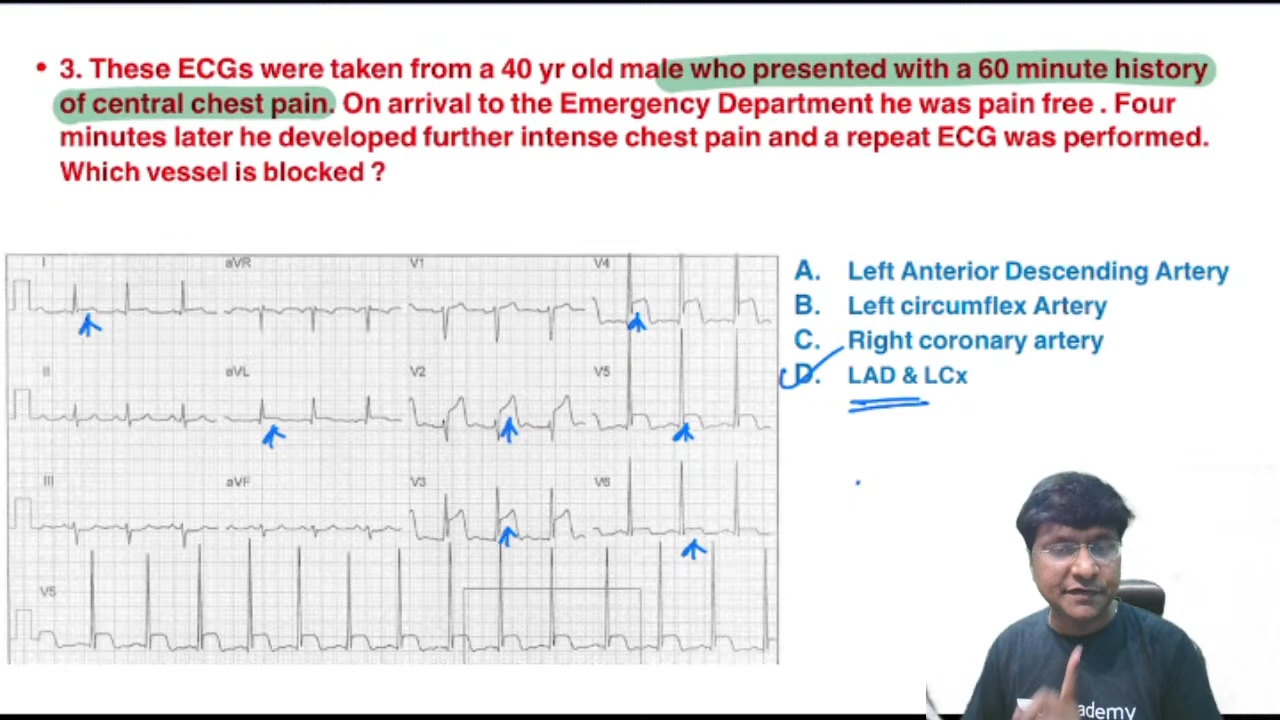 • 3. These ECGs were taken from a 40 yr old male who presented with a 60 minute history
of central chest pain. On arrival to the Emergency Department he was pain free . Four
minutes later he developed further intense chest pain and a repeat ECG was performed.
Which vessel is blocked ?
I aVR V1 V4
II aVL V2 V5
III aVF V3 V6
V5
A. Left Anterior Descending Artery
B. Left circumflex Artery
C. Right coronary artery
D. LAD & LCx
ademy